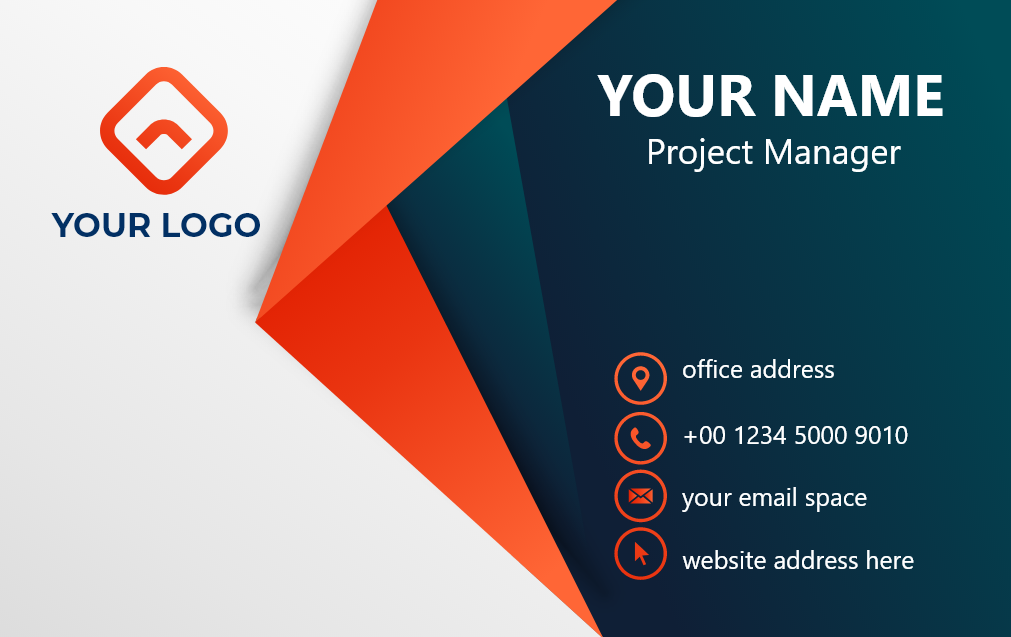 YOUR LOGO
YOUR NAME
Project Manager
office address
+00 1234 5000 9010
your email space
website address here